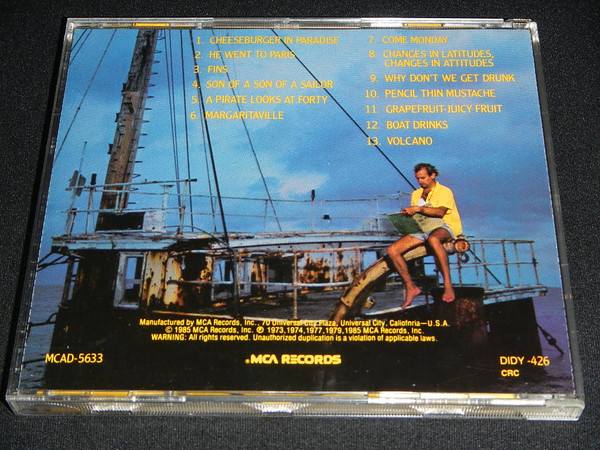 1. CHEESEBURGER IN PARADISE
2. HE WENT TO PARIS
3. FINS
4. SON OF A SON OF A SAILOR
5. A PIRATE LOOKS AT FORTY
6. MARGARITAVILLE
7. COME MONDAY
8. CHANGES IN LATITUDES,
CHANGES IN ATTITUDES
9. WHY DON'T WE GET DRUNK
10. PENCIL THIN MUSTACHE
11. GRAPEFRUIT-JUICY FRUIT
12. BOAT DRINKS
13. VOLCANO
Manufactured by MCA Records, Inc., 70 Universal City Plaza, Universal City, Caliofnria—U.S.A.
© 1985 MCA Records, Inc. ℗ 1973,1974,1977,1979,1985 MCA Records, Inc.
WARNING: All rights reserved. Unauthorized duplication is a violation of applicable laws.
MCAD-5633
MCA RECORDS
DIDY -426
CRC